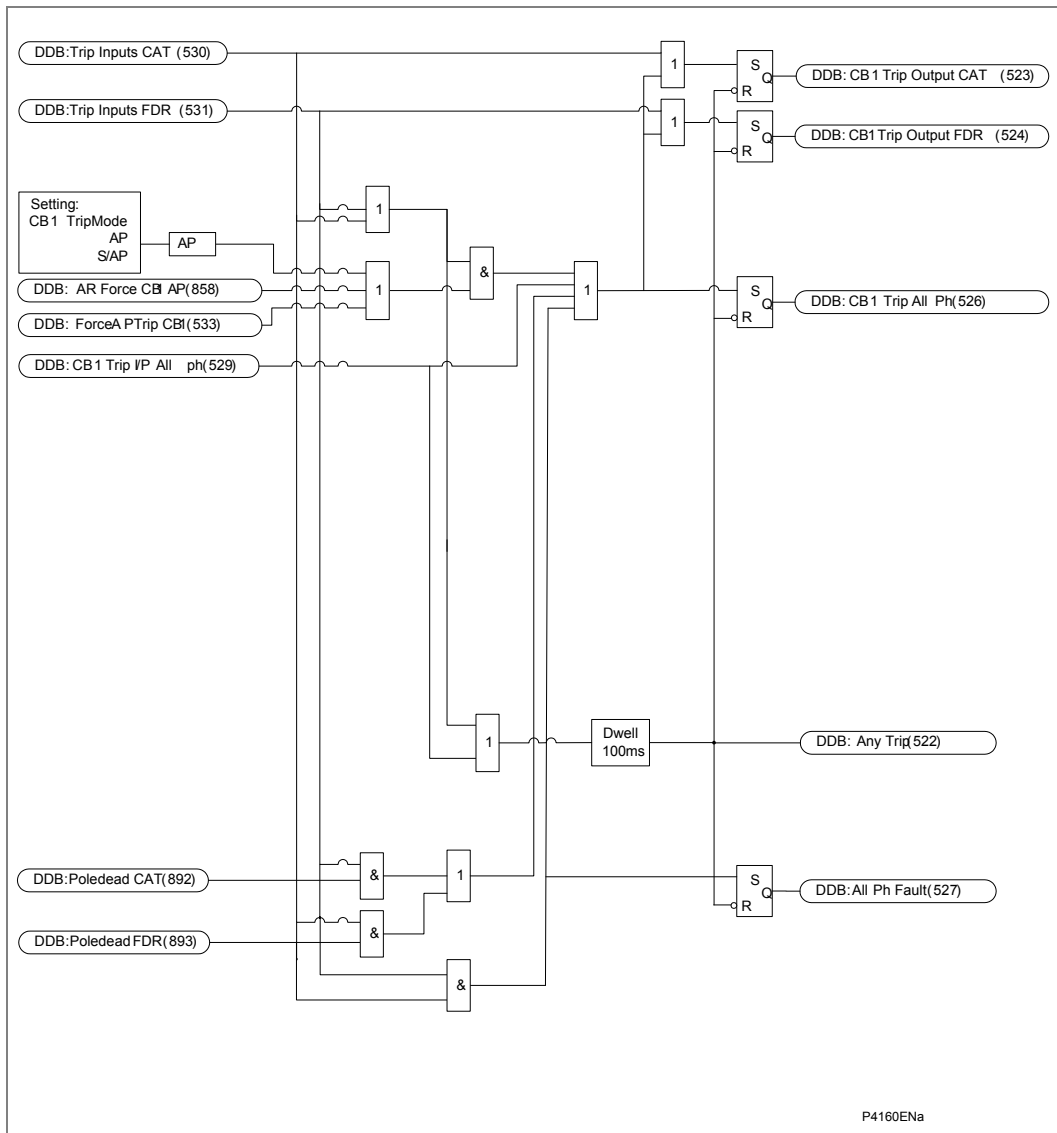 DDB:Trip Inputs CAT (530)
1
S
Q
R
DDB: CB1 Trip Output CAT (523)
DDB:Trip Inputs FDR (531)
1
S
Q
R
DDB: CB1Trip Output FDR (524)
Setting:
CB1 TripMode
AP
S/AP
AP
1
&
DDB: AR Force CB1 AP(858)
1
1
S
Q
R
DDB: CB1 Trip All Ph(526)
DDB: ForceA PTrip CB1(533)
DDB: CB1 Trip I/P All ph(529)
1
Dwell
100ms
DDB: Any Trip(522)
DDB:Poledead CAT(892)
&
1
S
Q
R
DDB:All Ph Fault(527)
DDB:Poledead FDR(893)
&
&
P4160ENa